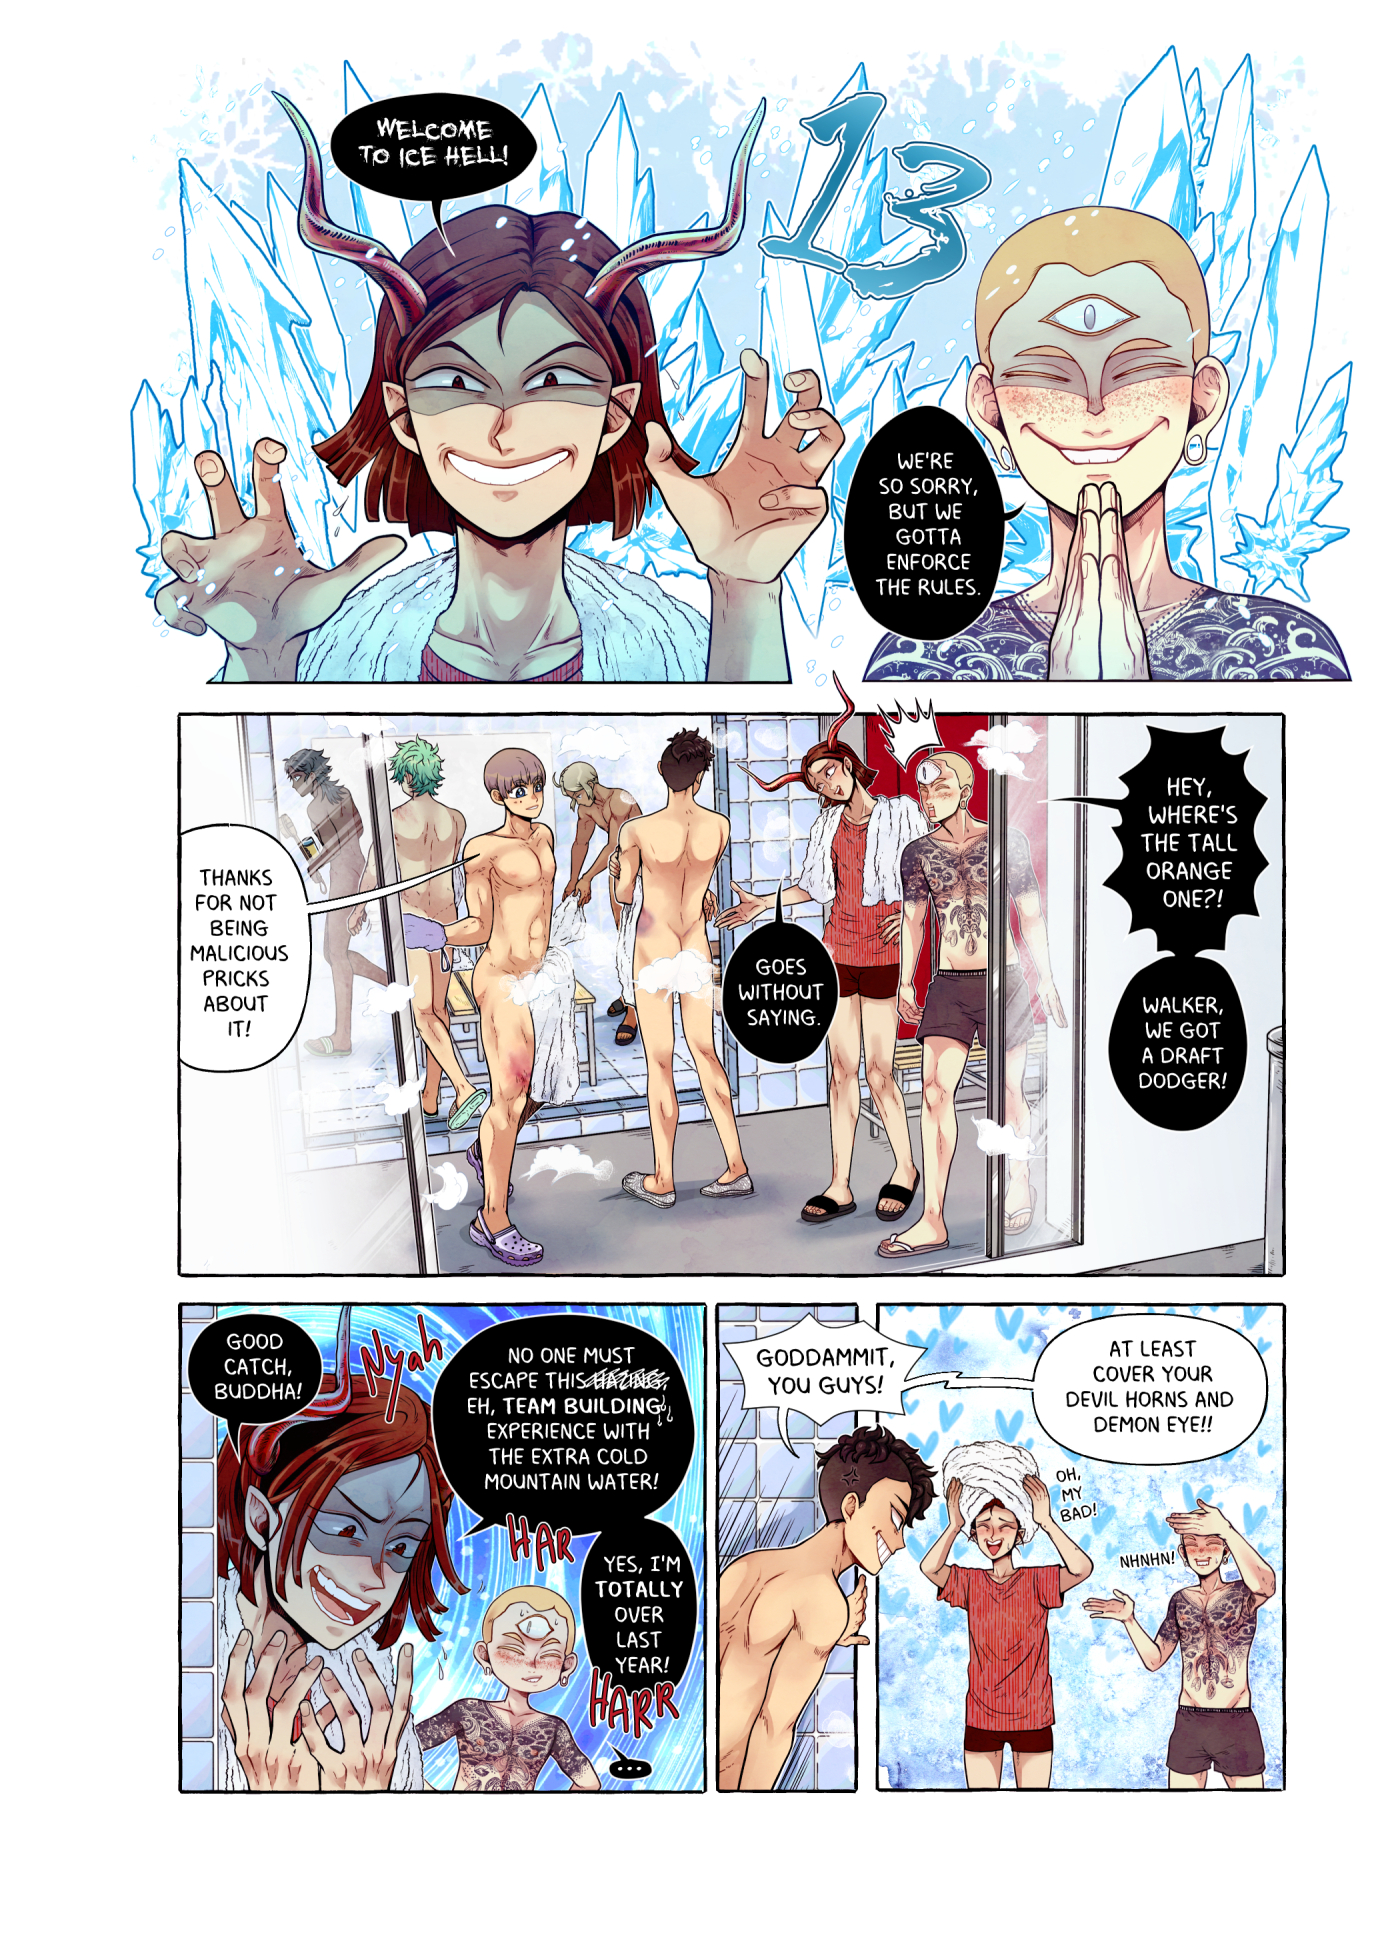 WELCOME
TO ICE HELL!
13
WE'RE
SO SORRY,
BUT WE
GOTTA
ENFORCE
THE RULES.
THANKS
FOR NOT
BEING
MALICIOUS
PRICKS
ABOUT
IT!
GOES
WITHOUT
SAYING.
HEY,
WHERE'S
THE TALL
ORANGE
ONE?!
WALKER,
WE GOT
A DRAFT
DODGER!
GOOD
CATCH,
BUDDHA!
Nyah
NO ONE MUST
ESCAPE THIS HAZING,
EH, TEAM BUILDING
EXPERIENCE WITH
THE EXTRA COLD
MOUNTAIN WATER!
HAR
YES, I'M
TOTALLY
OVER
LAST
YEAR!
HARR
...
GODDAMMIT,
YOU GUYS!
AT LEAST
COVER YOUR
DEVIL HORNS AND
DEMON EYE!!
OH,
MY
BAD!
NHNHN!